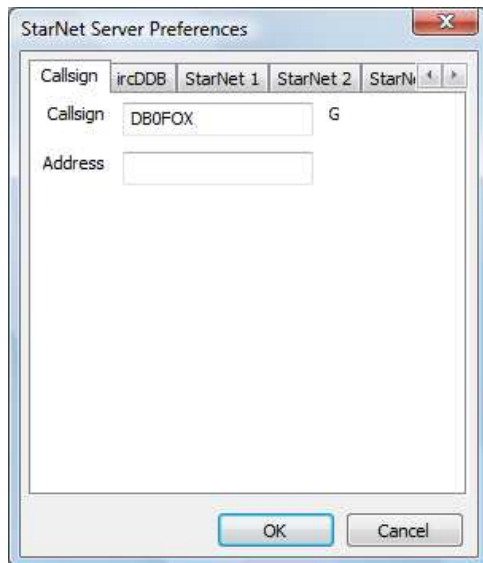 StarNet Server Preferences
Callsign ircDDB StarNet 1 StarNet 2
Callsign DB0FOX G
Address
OK Cancel